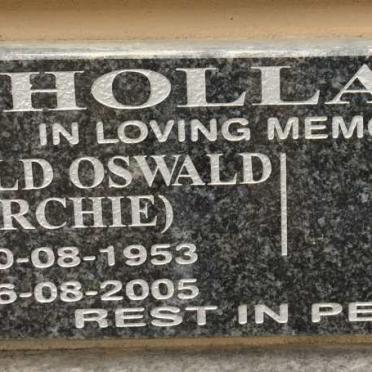 HOLLA
IN LOVING MEMO
LD OSWALD
RCHIE)
0-08-1953
6-08-2005
REST IN PE